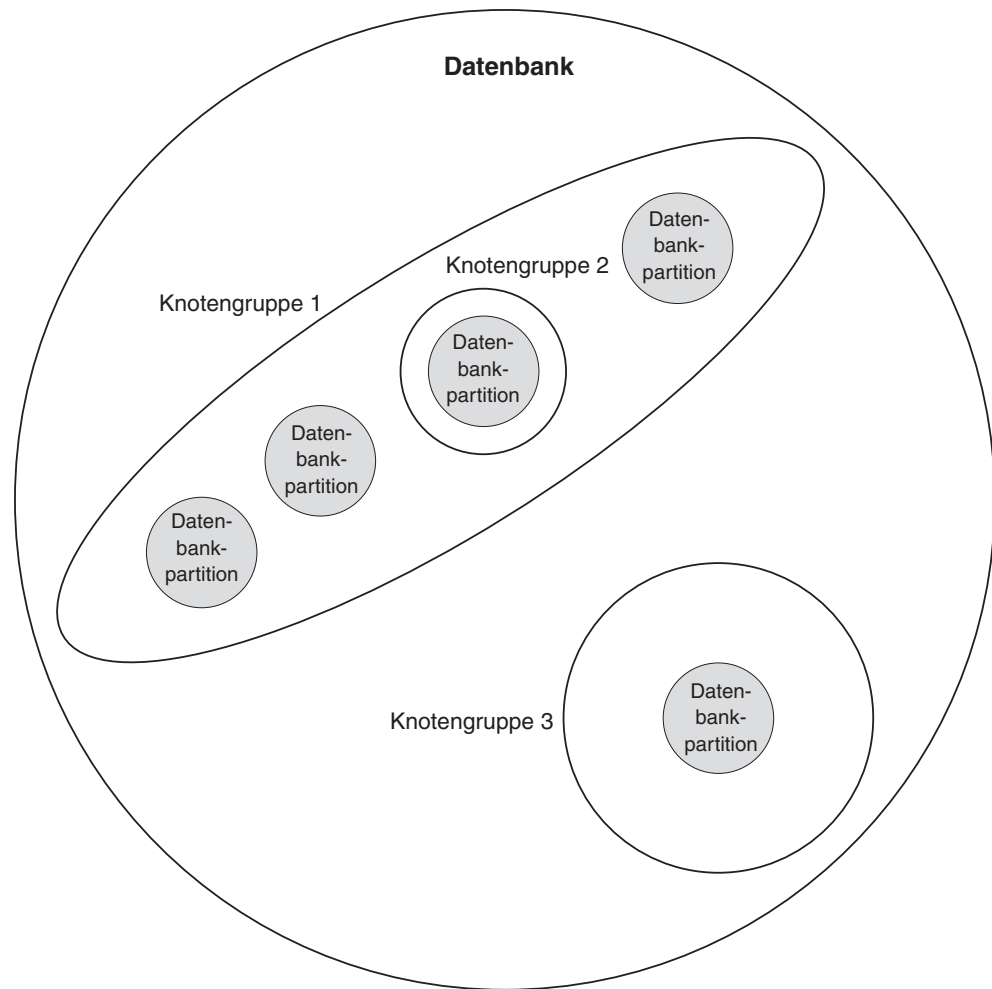 Datenbank
Daten-
bank-
partition
Knotengruppe 2
Knotengruppe 1
Daten-
bank-
partition
Daten-
bank-
partition
Daten-
bank-
partition
Knotengruppe 3
Daten-
bank-
partition